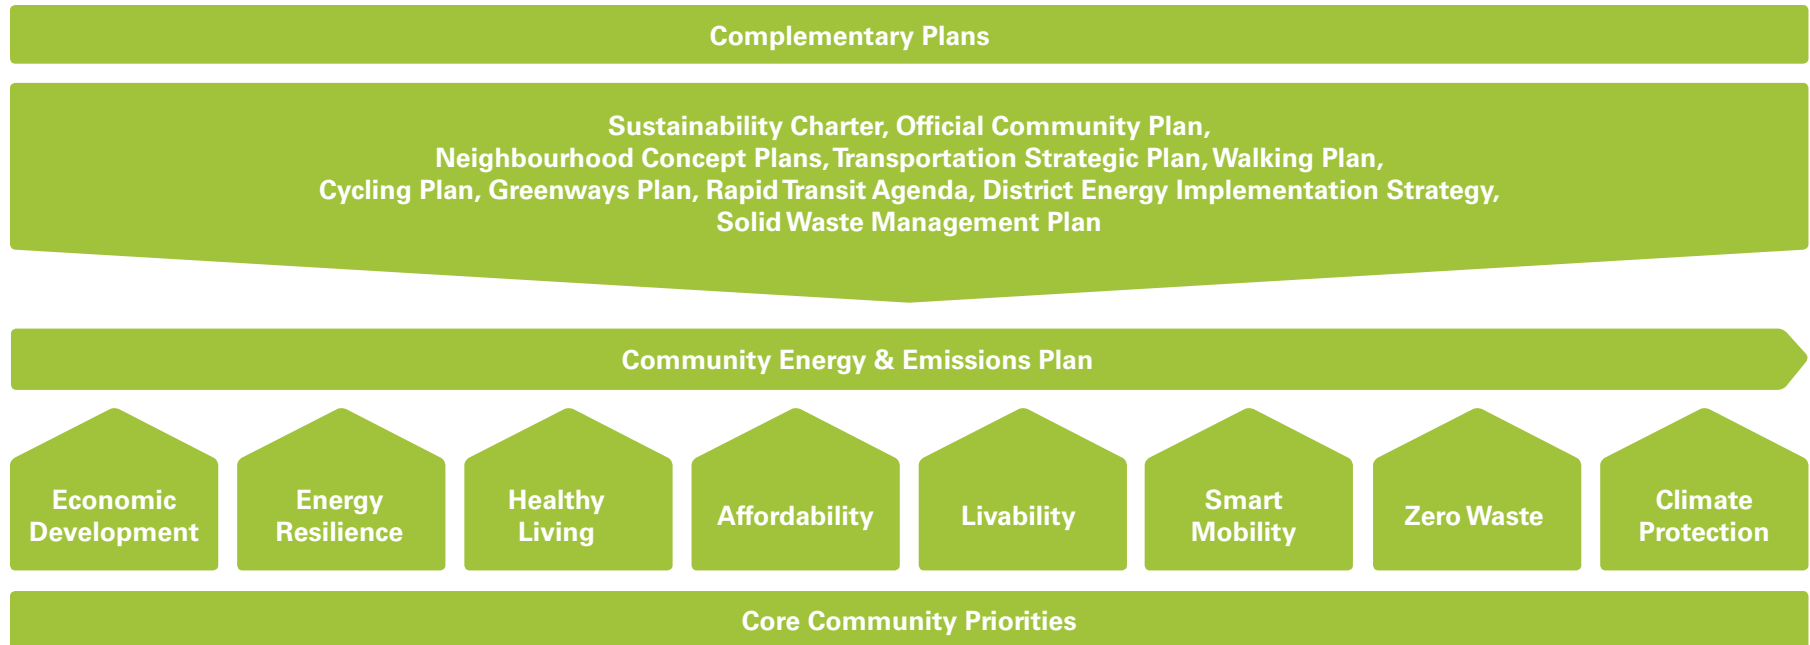 Complementary Plans
Sustainability Charter, Official Community Plan,
Neighbourhood Concept Plans, Transportation Strategic Plan, Walking Plan,
Cycling Plan, Greenways Plan, Rapid Transit Agenda, District Energy Implementation Strategy,
Solid Waste Management Plan
Community Energy & Emissions Plan
Economic
Development
Energy
Resilience
Healthy
Living
Affordability
Livability
Smart
Mobility
Zero Waste
Climate
Protection
Core Community Priorities